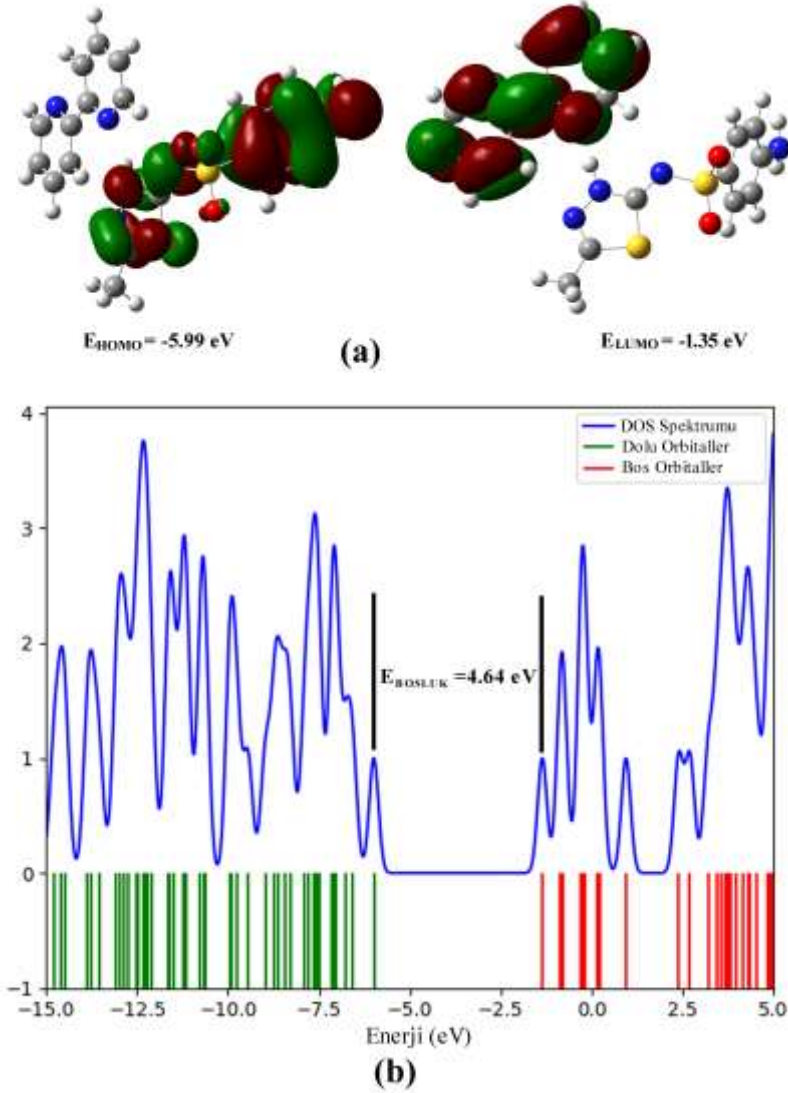 E_HOMO = -5.99 eV
E_LUMO = -1.35 eV
(a)
4
3
2
1
0
-1
DOS Spektrumu
Dolu Orbitaller
Bos Orbitaller
E_BOSLUK =4.64 eV
-15.0 -12.5 -10.0 -7.5 -5.0 -2.5 0.0 2.5 5.0
Enerji (eV)
(b)